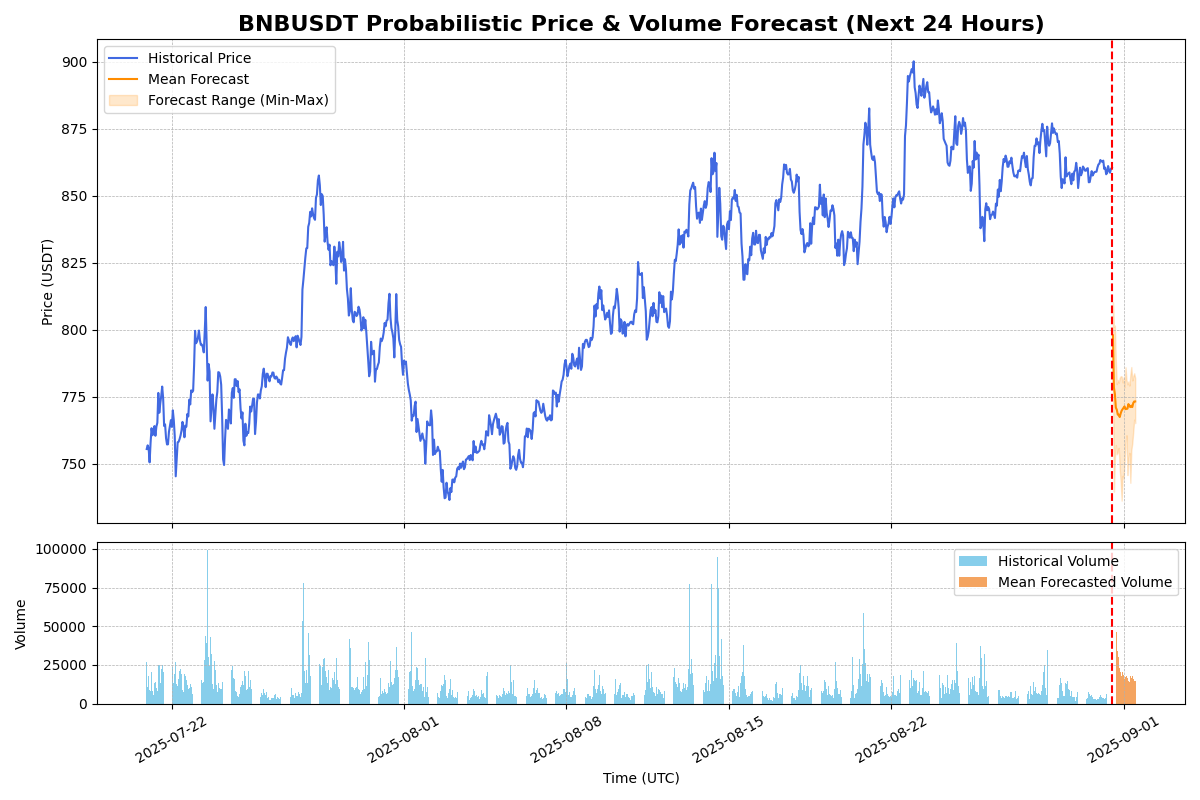 BNBUSDT Probabilistic Price & Volume Forecast (Next 24 Hours)
Historical Price
Mean Forecast
Forecast Range (Min-Max)
900
875
850
825
800
775
750
Price (USDT)
100000
75000
50000
25000
0
Volume
Historical Volume
Mean Forecasted Volume
2025-07-22
2025-08-01
2025-08-08
2025-08-15
2025-08-22
2025-09-01
Time (UTC)